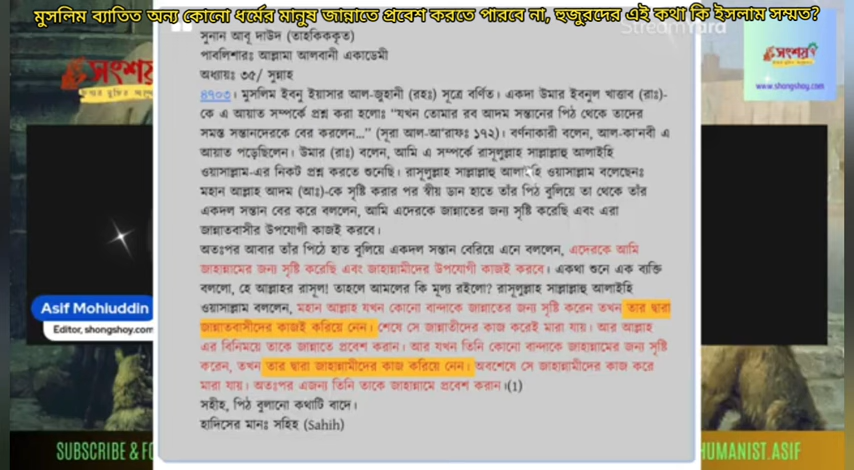 মুসলিম ব্যাতিত অন্য কোনো ধর্মের মানুষ জান্নাতে প্রবেশ করতে পারবে না, হুজুরদের এই কথা কি ইসলাম সম্মত?
StreamYard
সুনান আবূ দাউদ (তাহকিককৃত)
পাবলিশারঃ আল্লামা আলবানী একাডেমী
অধ্যায়ঃ ৩৫/ সুন্নাহ
৪৭০৩। মুসলিম ইবনু ইয়াসার আল-জুহানী (রহঃ) সূত্রে বর্ণিত। একদা উমার ইবনুল খাত্তাব (রাঃ)-
কে এ আয়াত সম্পর্কে প্রশ্ন করা হলোঃ “যখন তোমার রব আদম সন্তানের পিঠ থেকে তাদের
সমস্ত সন্তানদেরকে বের করলেন...” (সূরা আল-আ’রাফঃ ১৭২)। বর্ণনাকারী বলেন, আল-কা’নবী এ
আয়াত পড়েছিলেন। উমার (রাঃ) বলেন, আমি এ সম্পর্কে রাসূলুল্লাহ সাল্লাল্লাহু আলাইহি
ওয়াসাল্লাম-এর নিকট প্রশ্ন করতে শুনেছি। রাসূলুল্লাহ সাল্লাল্লাহু আলাইহি ওয়াসাল্লাম বলেছেনঃ
মহান আল্লাহ আদম (আঃ)-কে সৃষ্টি করার পর স্বীয় ডান হাতে তাঁর পিঠ বুলিয়ে তা থেকে তাঁর
একদল সন্তান বের করে বললেন, আমি এদেরকে জান্নাতের জন্য সৃষ্টি করেছি এবং এরা
জান্নাতবাসীর উপযোগী কাজই করবে।
অতঃপর আবার তাঁর পিঠে হাত বুলিয়ে একদল সন্তান বেরিয়ে এনে বললেন, এদেরকে আমি
জাহান্নামের জন্য সৃষ্টি করেছি এবং জাহান্নামীদের উপযোগী কাজই করবে। একথা শুনে এক ব্যক্তি
বললো, হে আল্লাহর রাসূল! তাহলে আমলের কি মূল্য রইলো? রাসূলুল্লাহ সাল্লাল্লাহু আলাইহি
ওয়াসাল্লাম বললেন, মহান আল্লাহ যখন কোনো বান্দাকে জান্নাতের জন্য সৃষ্টি করেন তখন তার দ্বারা
জান্নাতবাসীদের কাজই করিয়ে নেন। শেষে সে জান্নাতীদের কাজ করেই মারা যায়। আর আল্লাহ
এর বিনিময়ে তাকে জান্নাতে প্রবেশ করান। আর যখন তিনি কোনো বান্দাকে জাহান্নামের জন্য সৃষ্টি
করেন, তখন তার দ্বারা জাহান্নামীদের কাজ করিয়ে নেন। অবশেষে সে জাহান্নামীদের কাজ করে
মারা যায়। অতঃপর এজন্য তিনি তাকে জাহান্নামে প্রবেশ করান।(1)
সহীহ, পিঠ বুলানো কথাটি বাদে।
হাদিসের মানঃ সহিহ (Sahih)
সংশয়
সংশয়
www.shongshoy.com
Asif Mohiuddin
Editor, shongshoy.com
SUBSCRIBE & FO
HUMANIST.ASIF